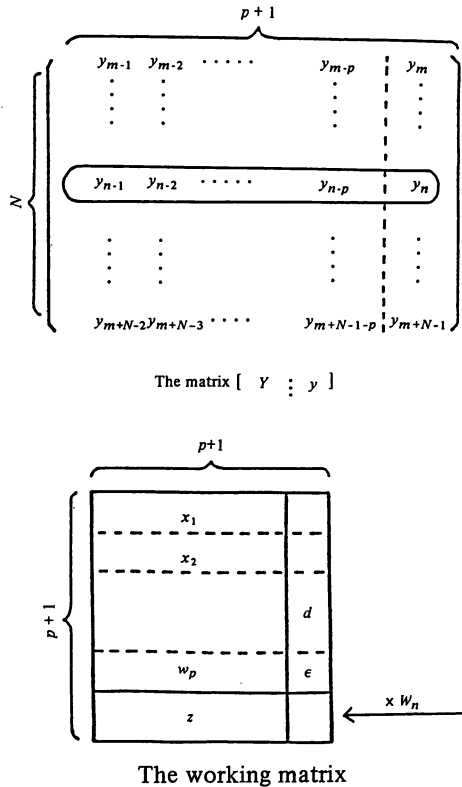 p + 1
y_{m-1} y_{m-2} ..... y_{m-p} y_m
N
y_{n-1} y_{n-2} ..... y_{n-p} y_n
y_{m+N-2} y_{m+N-3} .... y_{m+N-1-p} y_{m+N-1}
The matrix [ Y ⋮ y ]
p+1
x_1
x_2
p+1
d
w_p ϵ
× W_n
z
The working matrix